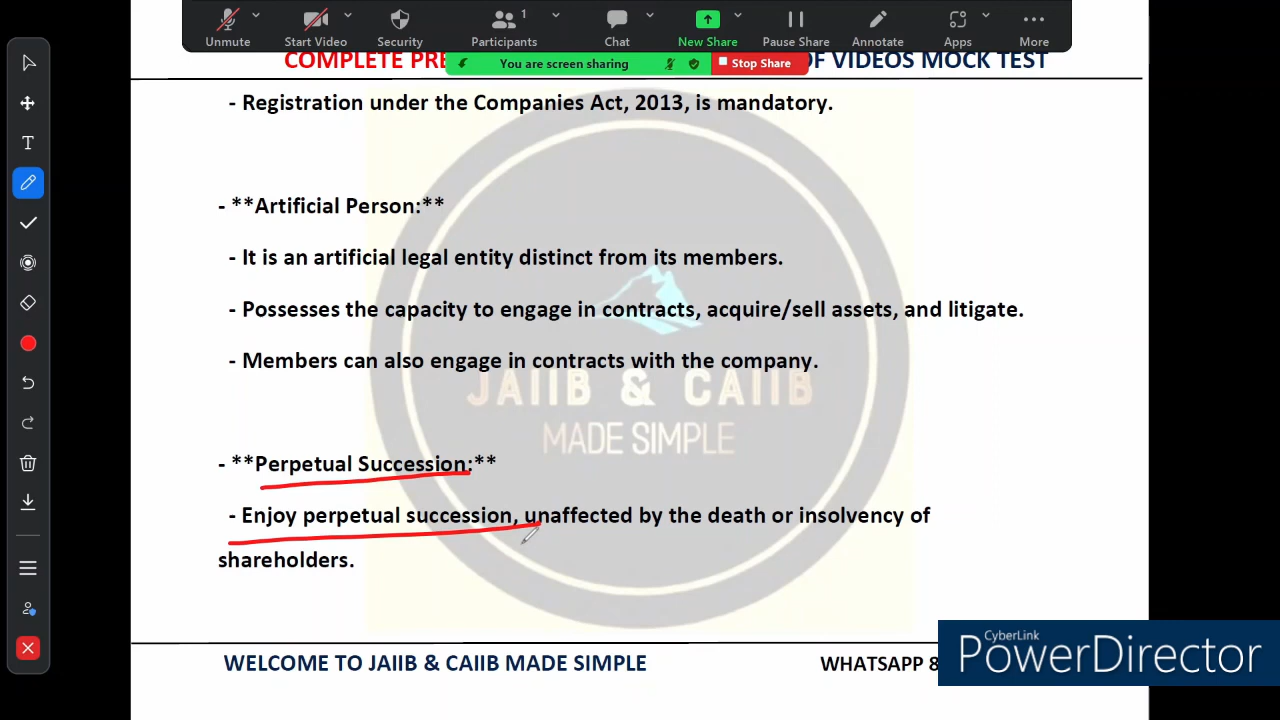 Unmute
Start Video
Security
1
Participants
Chat
New Share
Pause Share
Annotate
Apps
More
COMPLETE PRE
OF VIDEOS MOCK TEST
You are screen sharing
Stop Share
T
- Registration under the Companies Act, 2013, is mandatory.
- **Artificial Person:**
- It is an artificial legal entity distinct from its members.
- Possesses the capacity to engage in contracts, acquire/sell assets, and litigate.
- Members can also engage in contracts with the company.
JAIIB & CAIIB
MADE SIMPLE
- **Perpetual Succession:**
- Enjoy perpetual succession, unaffected by the death or insolvency of
shareholders.
WELCOME TO JAIIB & CAIIB MADE SIMPLE
WHATSAPP 8
CyberLink
PowerDirector